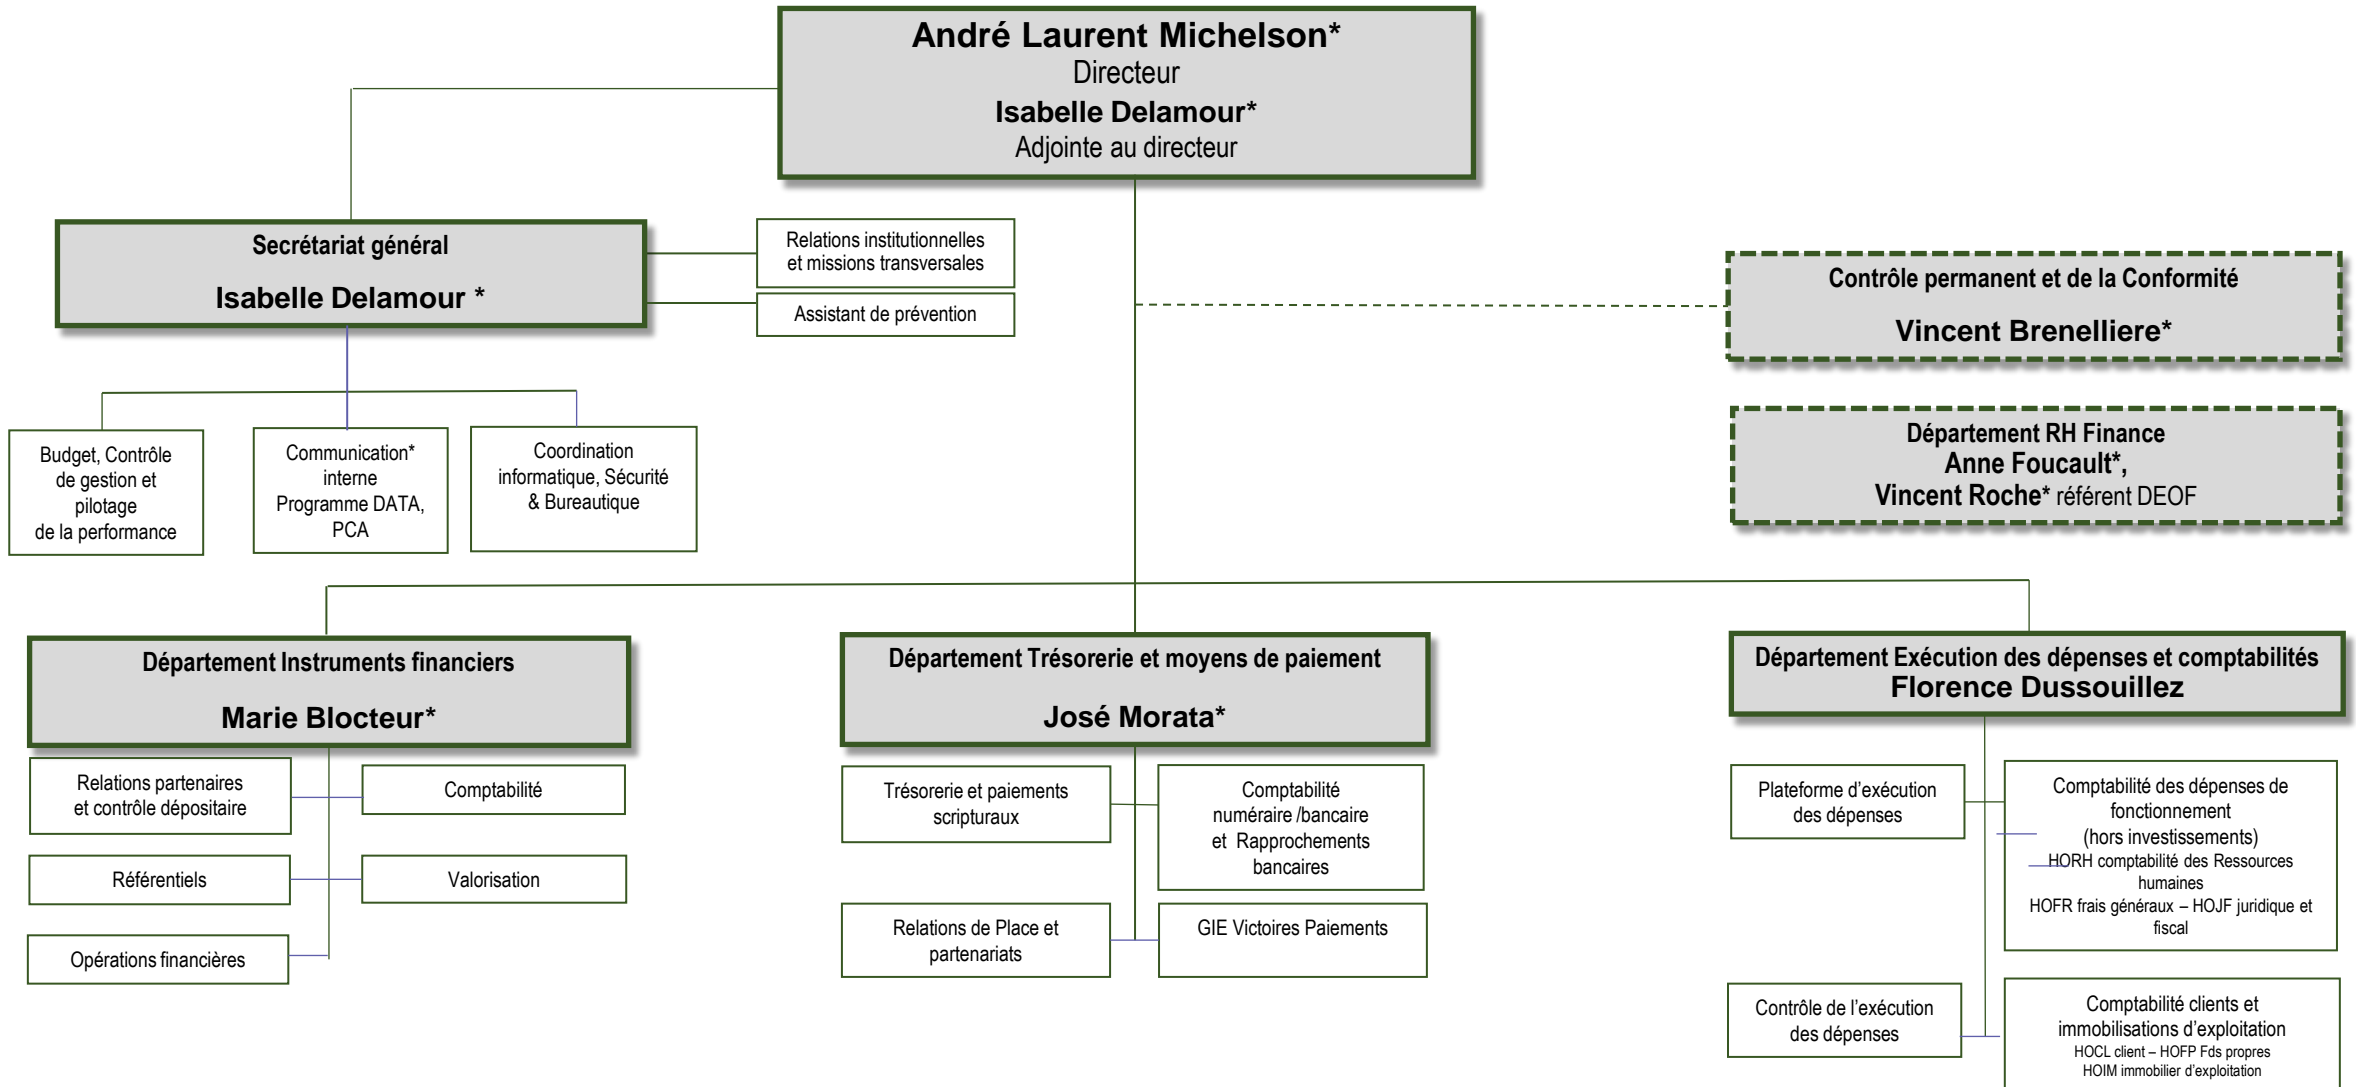 André Laurent Michelson*
Directeur
Isabelle Delamour*
Adjointe au directeur
Secrétariat général
Isabelle Delamour *
Relations institutionnelles
et missions transversales
Assistant de prévention
Contrôle permanent et de la Conformité
Vincent Brenelliere*
Département RH Finance
Anne Foucault*,
Vincent Roche* référent DEOF
Budget, Contrôle
de gestion et
pilotage
de la performance
Communication*
interne
Programme DATA,
PCA
Coordination
informatique, Sécurité
& Bureautique
Département Instruments financiers
Marie Blocteur*
Relations partenaires
et contrôle dépositaire
Comptabilité
Référentiels
Valorisation
Opérations financières
Département Trésorerie et moyens de paiement
José Morata*
Trésorerie et paiements
scripturaux
Comptabilité
numéraire /bancaire
et Rapprochements
bancaires
Relations de Place et
partenariats
GIE Victoires Paiements
Département Exécution des dépenses et comptabilités
Florence Dussouillez
Plateforme d’exécution
des dépenses
Comptabilité des dépenses de
fonctionnement
(hors investissements)
HORH comptabilité des Ressources
humaines
HOFR frais généraux – HOJF juridique et
fiscal
Contrôle de l’exécution
des dépenses
Comptabilité clients et
immobilisations d’exploitation
HOCL client – HOFP Fds propres
HOIM immobilier d’exploitation